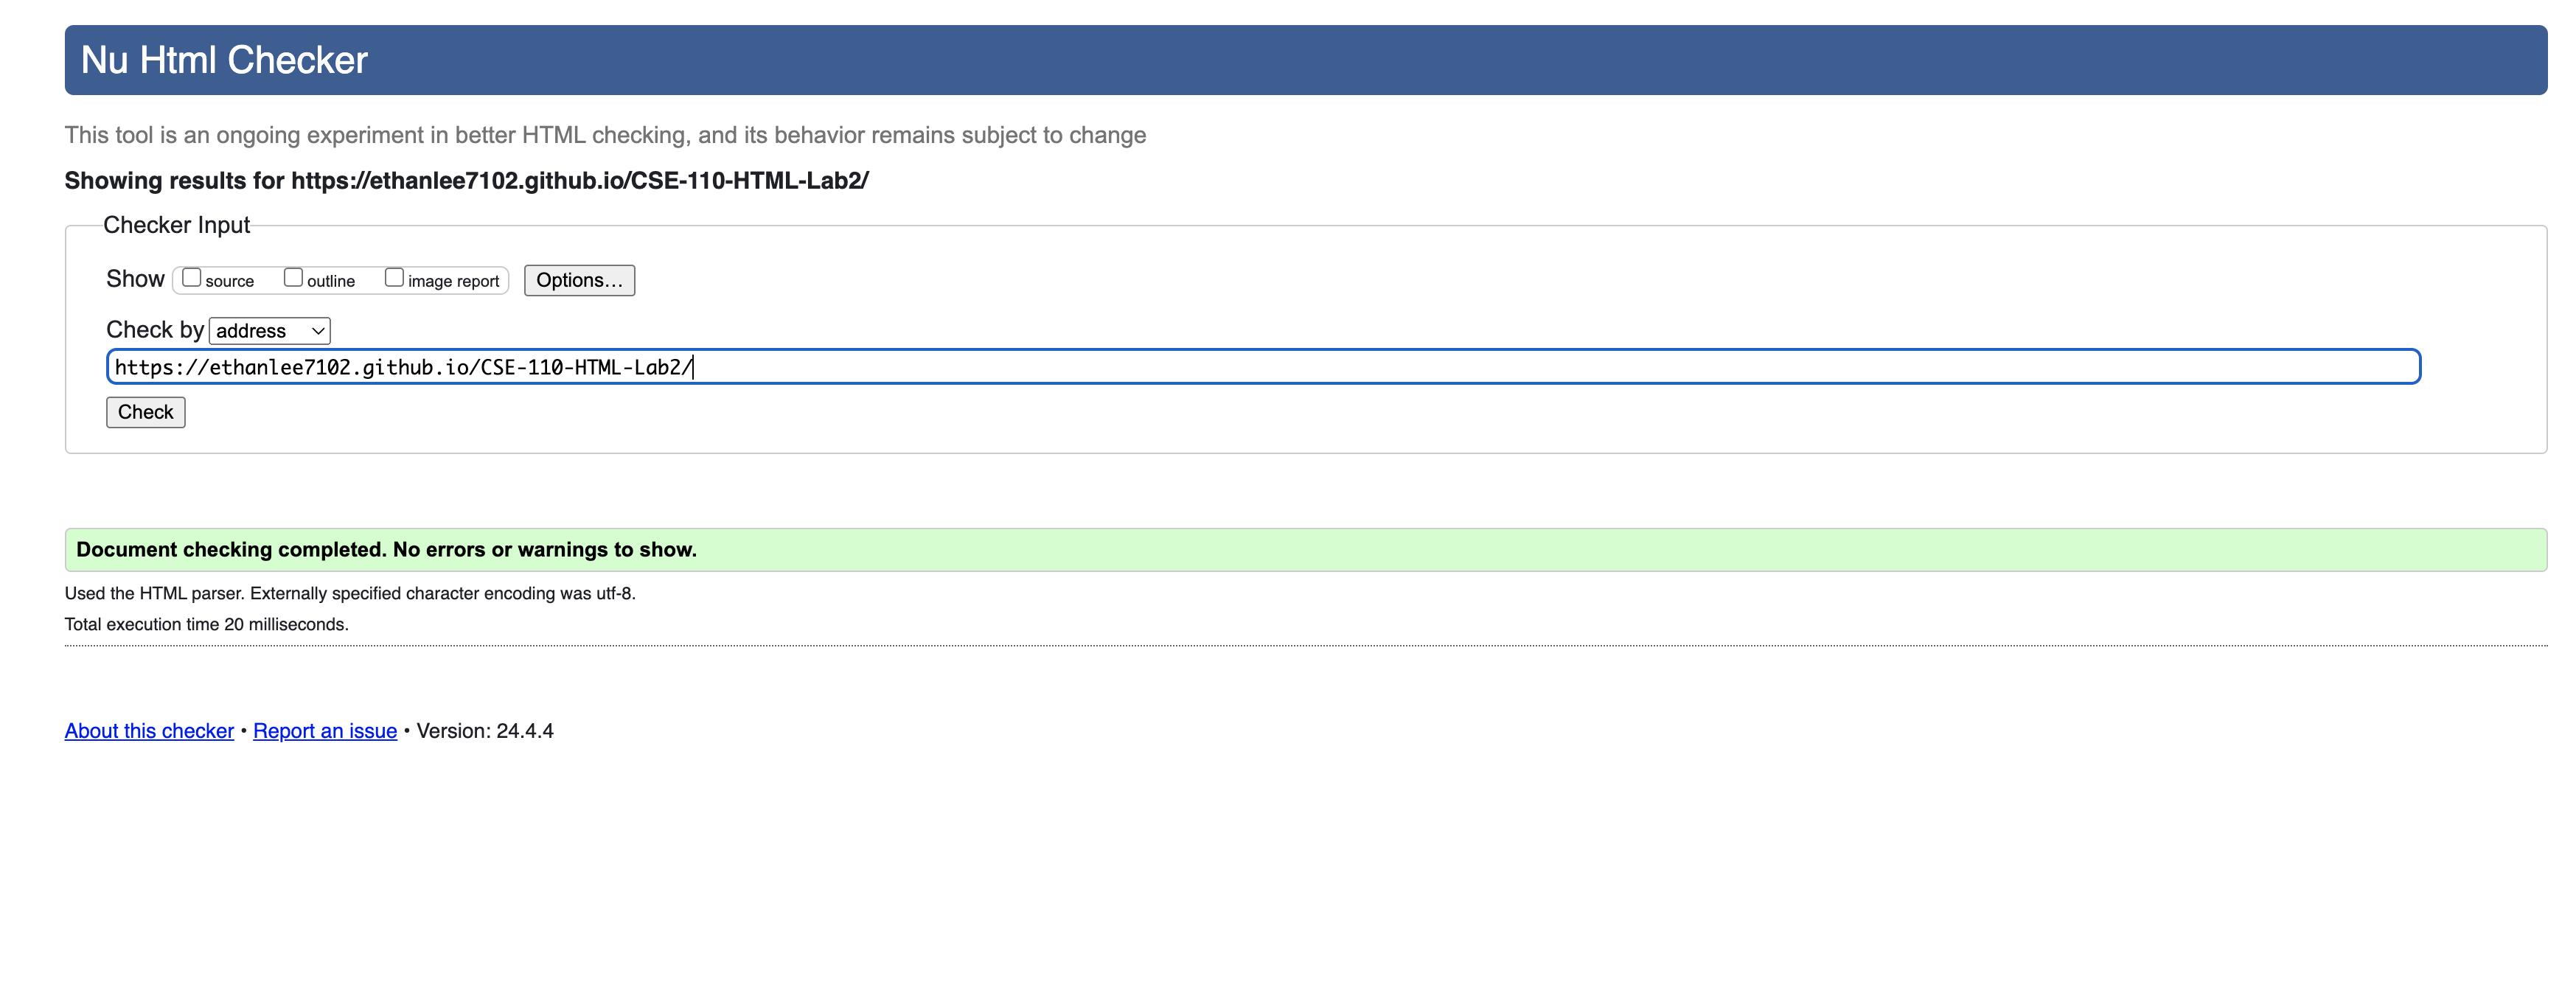 Nu Html Checker
This tool is an ongoing experiment in better HTML checking, and its behavior remains subject to change
Showing results for https://ethanlee7102.github.io/CSE-110-HTML-Lab2/
Checker Input
Show source outline image report Options…
Check by address
https://ethanlee7102.github.io/CSE-110-HTML-Lab2/
Check
Document checking completed. No errors or warnings to show.
Used the HTML parser. Externally specified character encoding was utf-8.
Total execution time 20 milliseconds.
About this checker • Report an issue • Version: 24.4.4